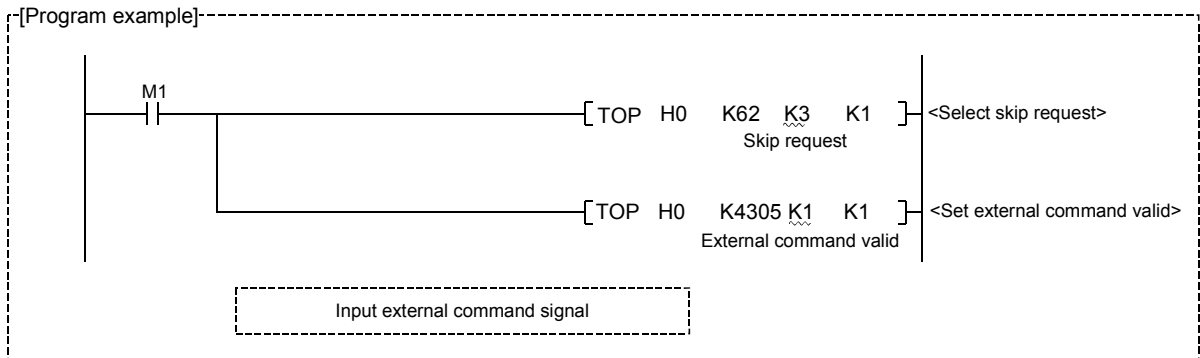 [Program example]
M1
TOP H0 K62 K3 K1 <Select skip request>
Skip request
TOP H0 K4305 K1 K1 <Set external command valid>
External command valid
Input external command signal